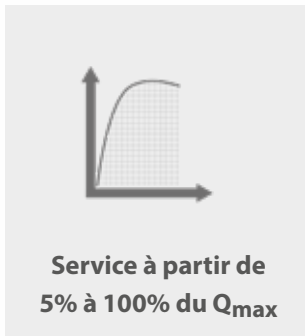 Service à partir de
5% à 100% du Qmax